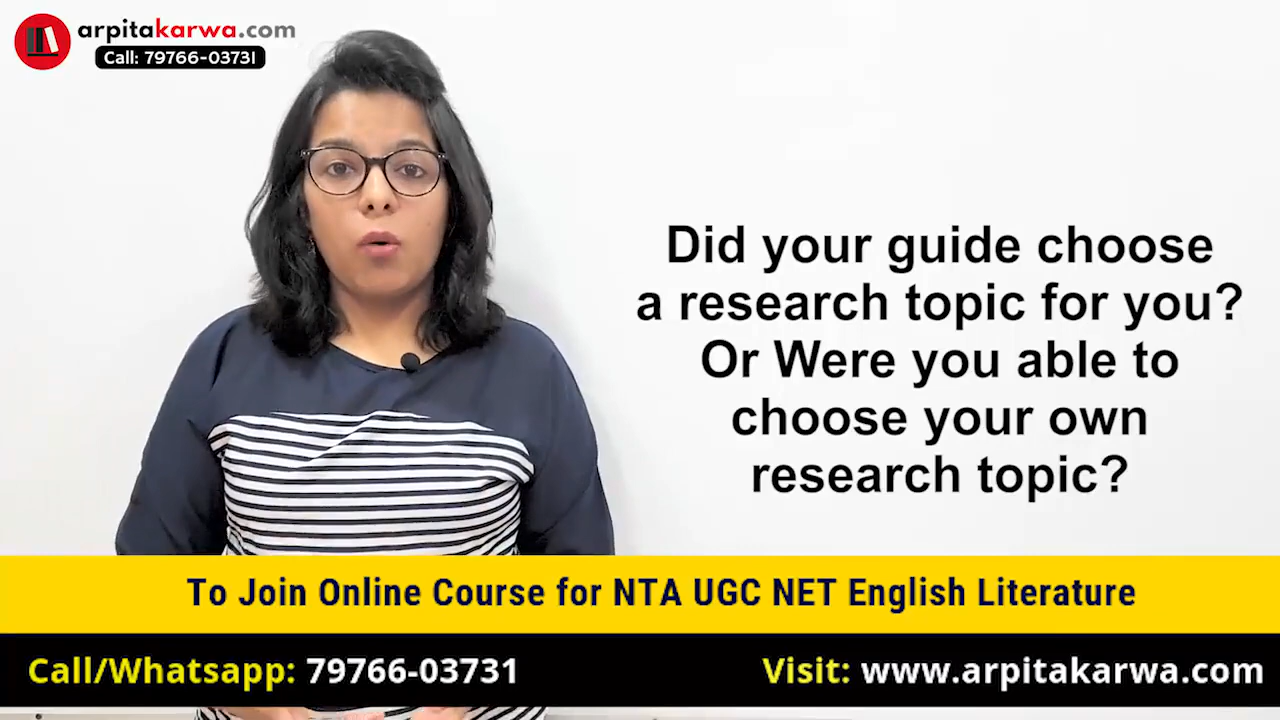 arpitakarwa.com
Call: 79766-03731
Did your guide choose
a research topic for you?
Or Were you able to
choose your own
research topic?
To Join Online Course for NTA UGC NET English Literature
Call/Whatsapp: 79766-03731
Visit: www.arpitakarwa.com